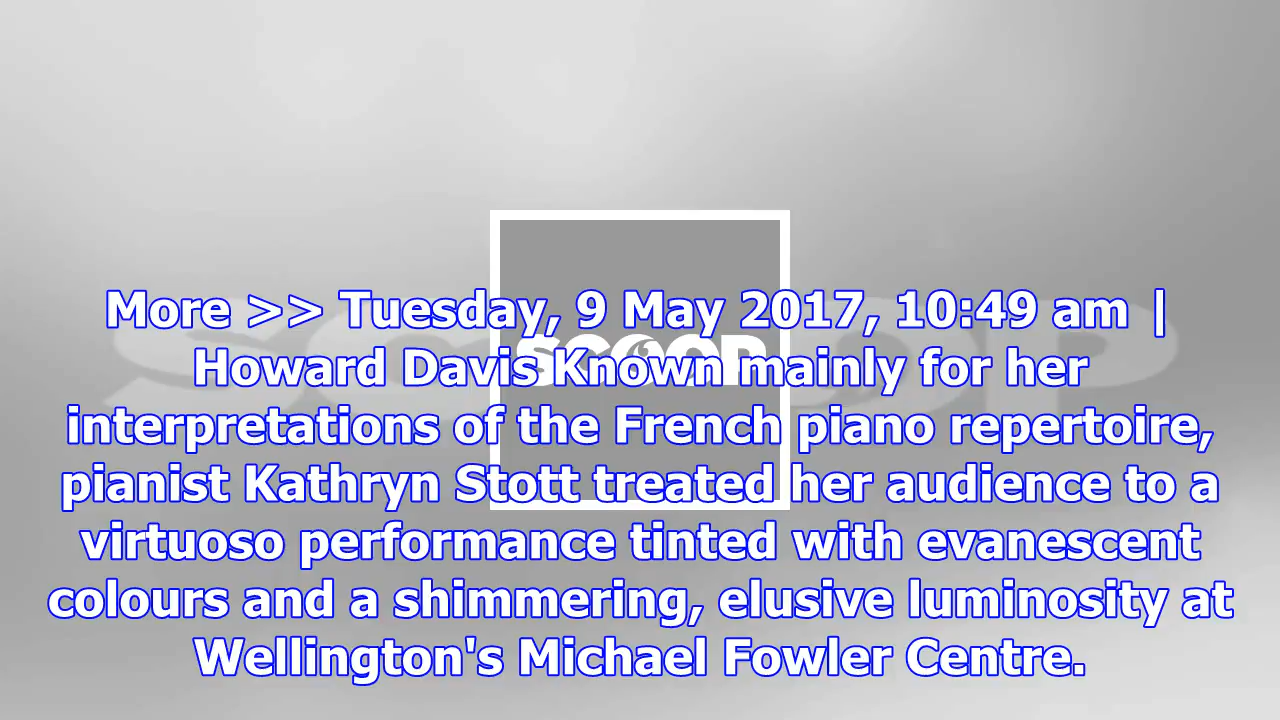 More >> Tuesday, 9 May 2017, 10:49 am |
Howard Davis Known mainly for her
interpretations of the French piano repertoire,
pianist Kathryn Stott treated her audience to a
virtuoso performance tinted with evanescent
colours and a shimmering, elusive luminosity at
Wellington's Michael Fowler Centre.
SCOOP
SCOOP